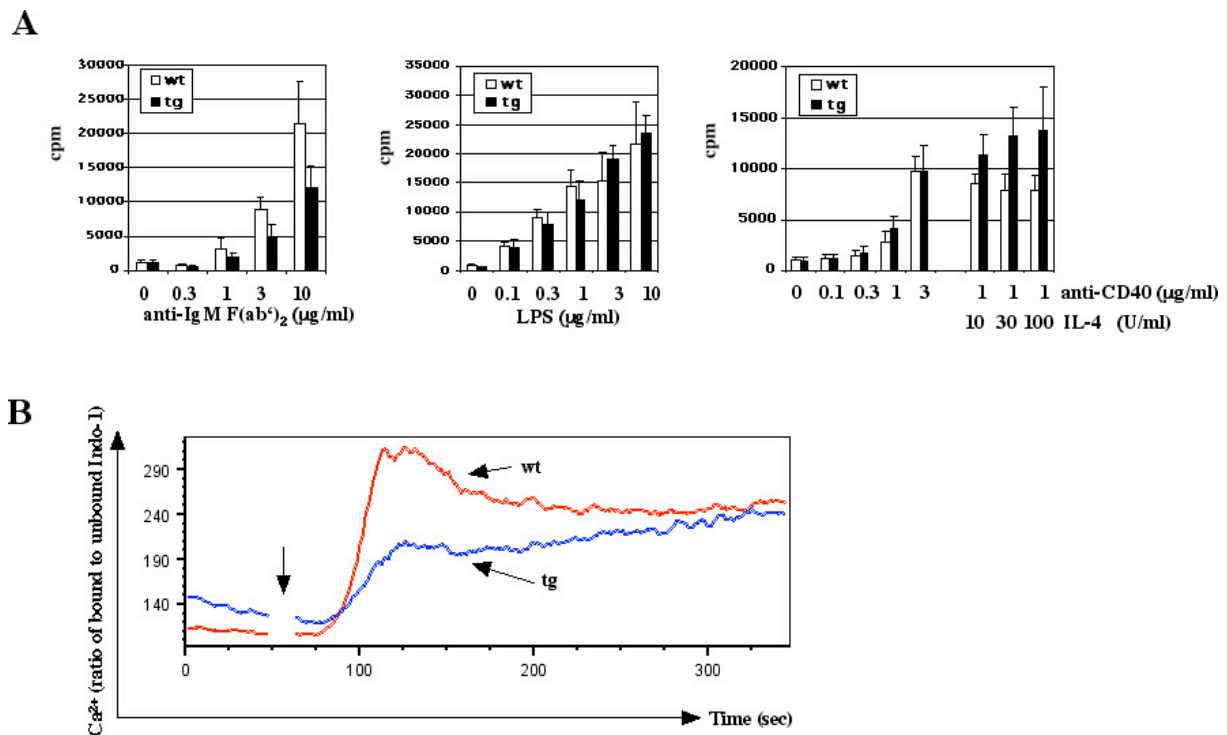 A
30000
25000
20000
15000
10000
5000
0
cpm
wt
tg
0 0.3 1 3 10
anti-Ig M F(ab‘)2 (µg/ml)
35000
30000
25000
20000
15000
10000
5000
0
cpm
wt
tg
0 0.1 0.3 1 3 10
LPS (µg/ml)
20000
15000
10000
5000
0
cpm
wt
tg
0 0.1 0.3 1 3 1 1 1 anti-CD40 (µg/ml)
10 30 100 IL-4 (U/ml)
B
Ca2+ (ratio of bound to unbound Indo-1)
290
240
190
140
wt
tg
0 100 200 300
Time (sec)